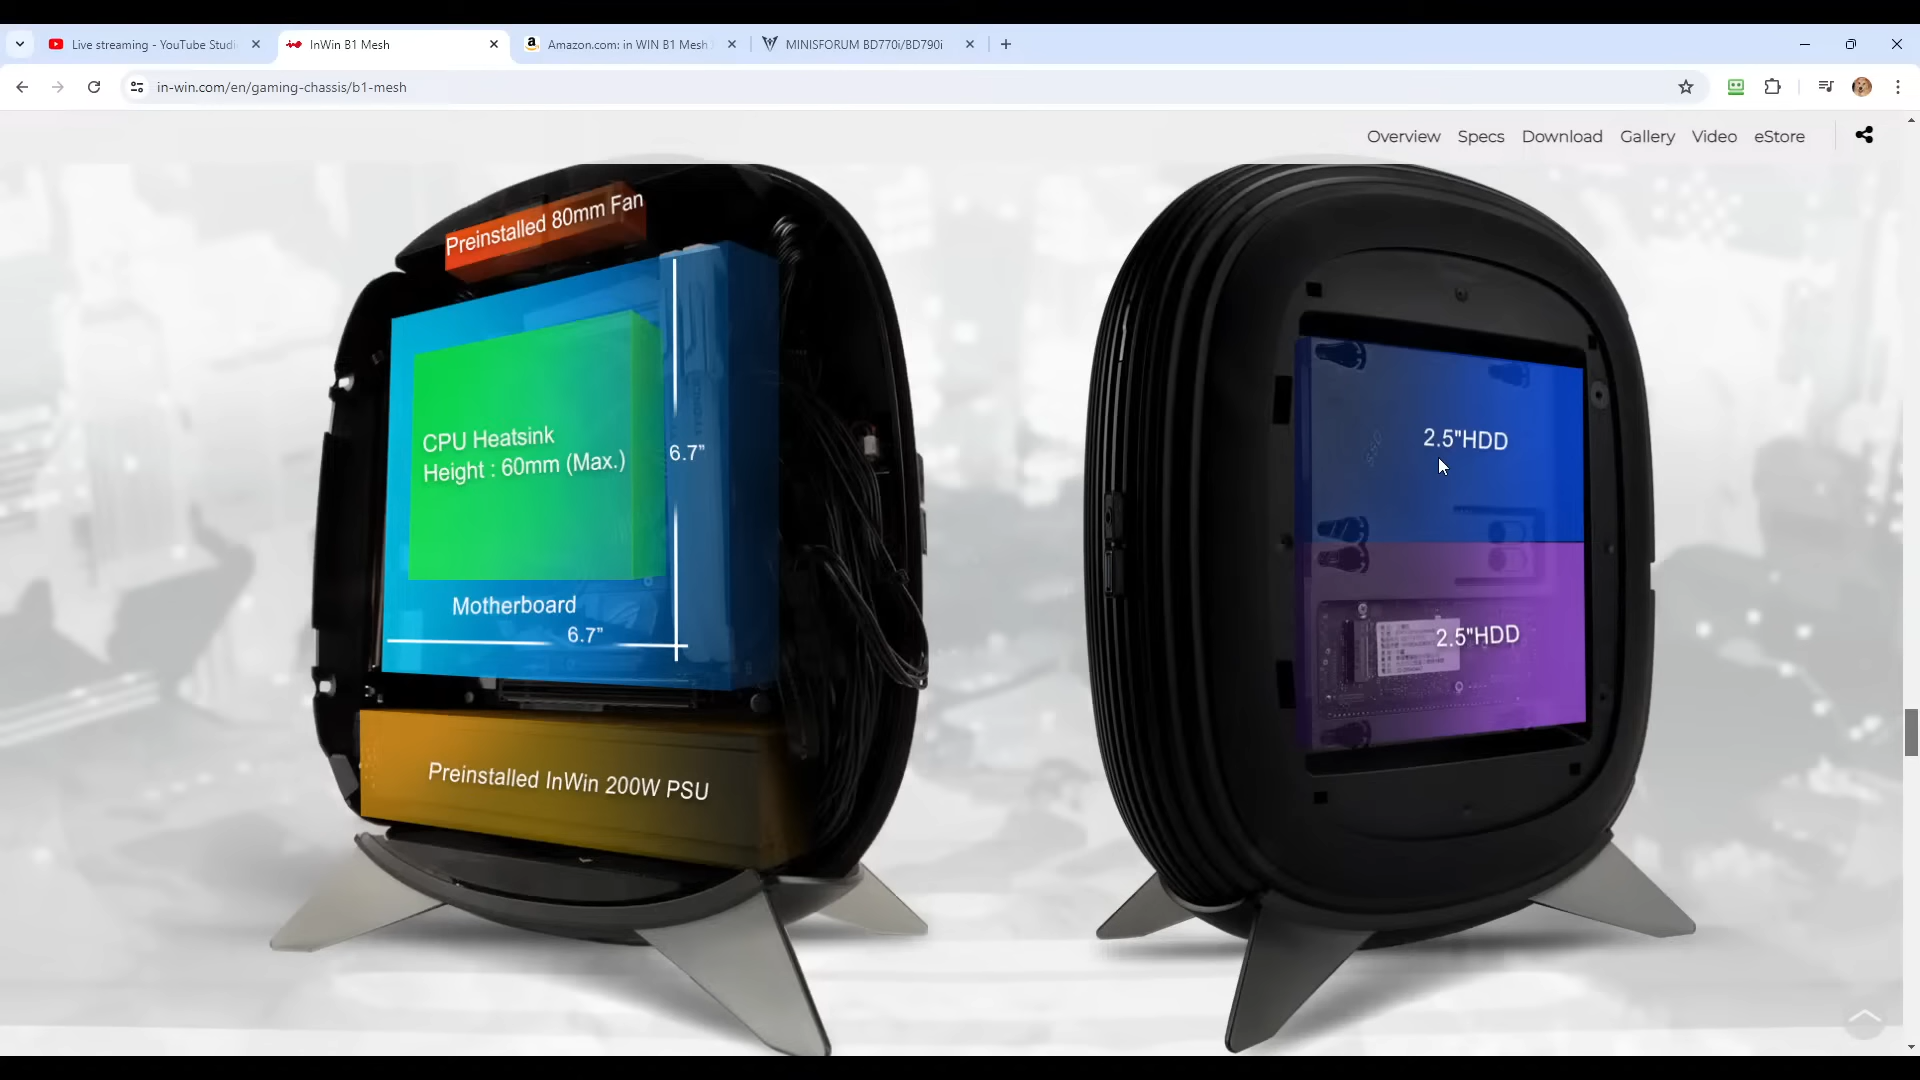 Live streaming - YouTube Studi
InWin B1 Mesh
Amazon.com: in WIN B1 Mesh
MINISFORUM BD770i/BD790i
in-win.com/en/gaming-chassis/b1-mesh
Overview Specs Download Gallery Video eStore
Preinstalled 80mm Fan
CPU Heatsink
Height : 60mm (Max.)
6.7"
Motherboard
6.7"
Preinstalled InWin 200W PSU
2.5"HDD
2.5"HDD